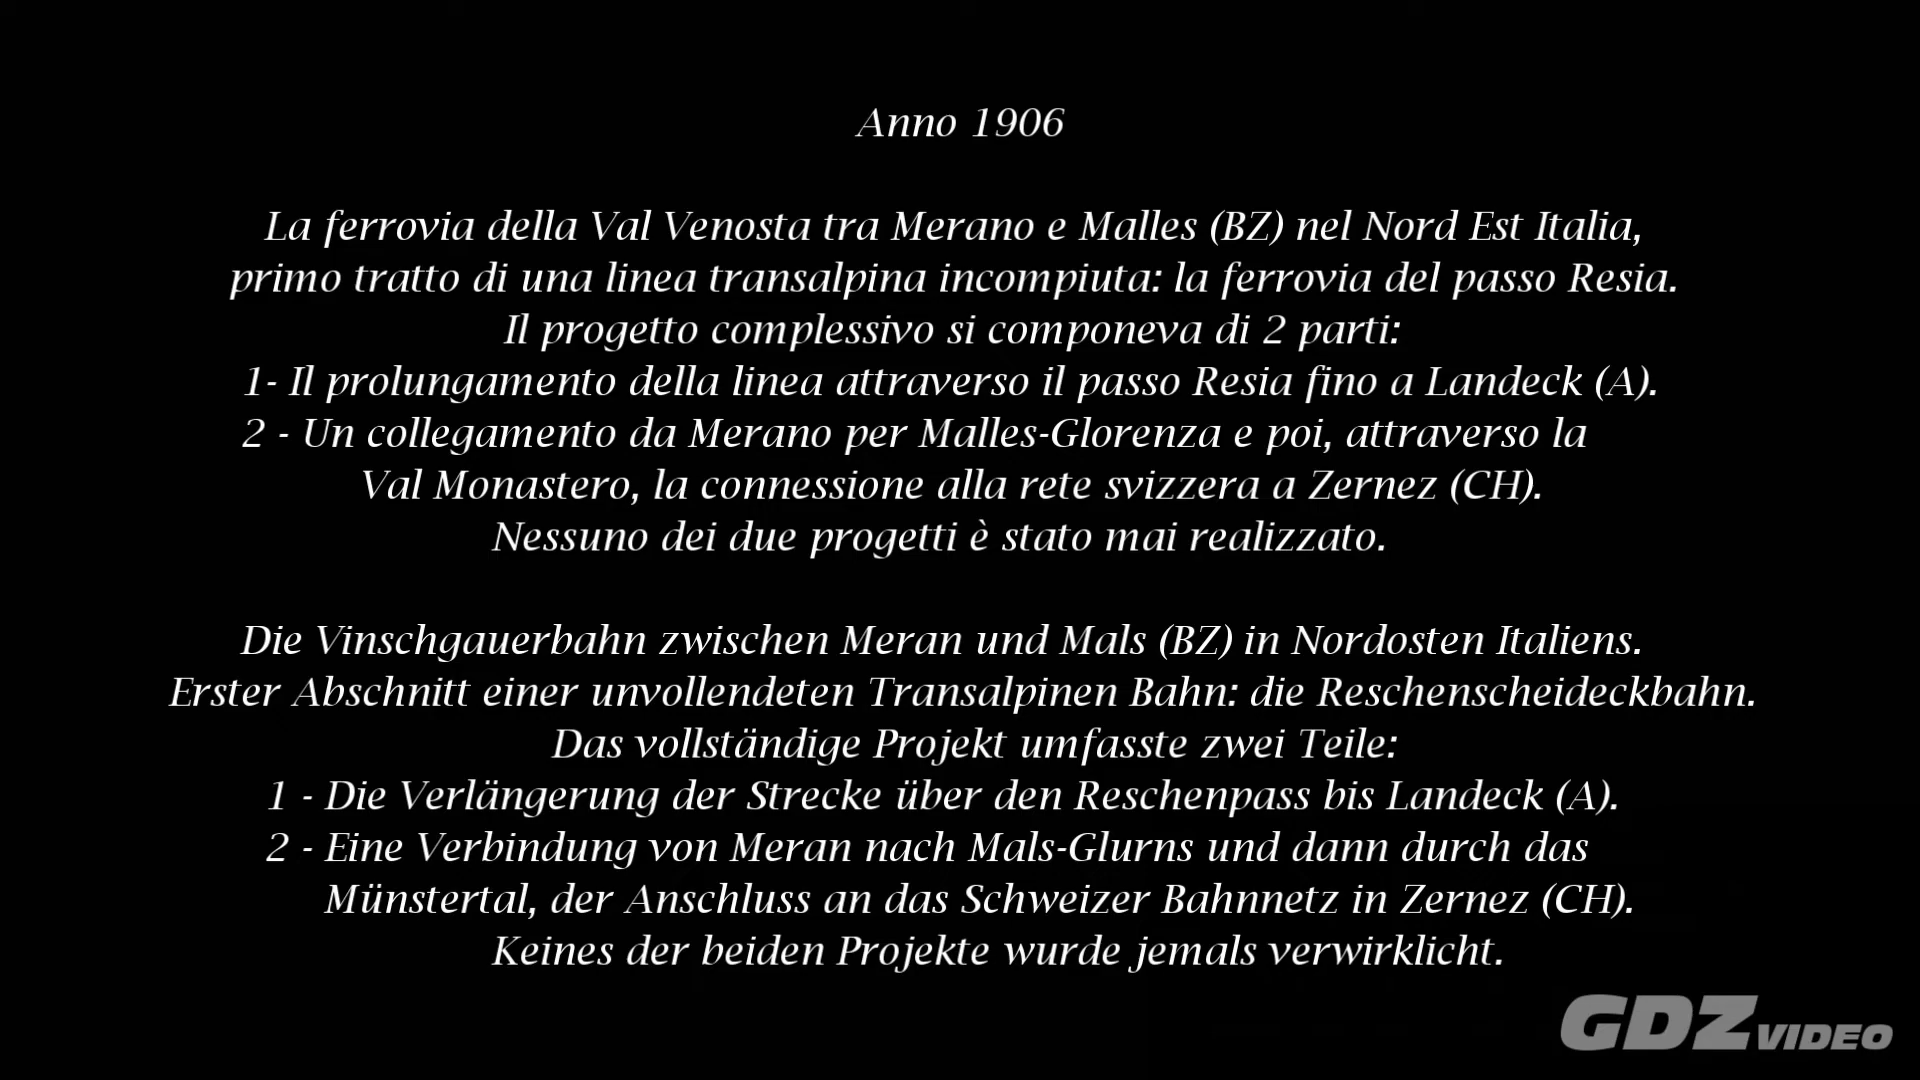 Anno 1906
La ferrovia della Val Venosta tra Merano e Malles (BZ) nel Nord Est Italia,
primo tratto di una linea transalpina incompiuta: la ferrovia del passo Resia.
Il progetto complessivo si componeva di 2 parti:
1- Il prolungamento della linea attraverso il passo Resia fino a Landeck (A).
2 - Un collegamento da Merano per Malles-Glorenza e poi, attraverso la
Val Monastero, la connessione alla rete svizzera a Zernez (CH).
Nessuno dei due progetti è stato mai realizzato.
Die Vinschgauerbahn zwischen Meran und Mals (BZ) in Nordosten Italiens.
Erster Abschnitt einer unvollendeten Transalpinen Bahn: die Reschenscheideckbahn.
Das vollständige Projekt umfasste zwei Teile:
1 - Die Verlängerung der Strecke über den Reschenpass bis Landeck (A).
2 - Eine Verbindung von Meran nach Mals-Glurns und dann durch das
Münstertal, der Anschluss an das Schweizer Bahnnetz in Zernez (CH).
Keines der beiden Projekte wurde jemals verwirklicht.
GDZ VIDEO